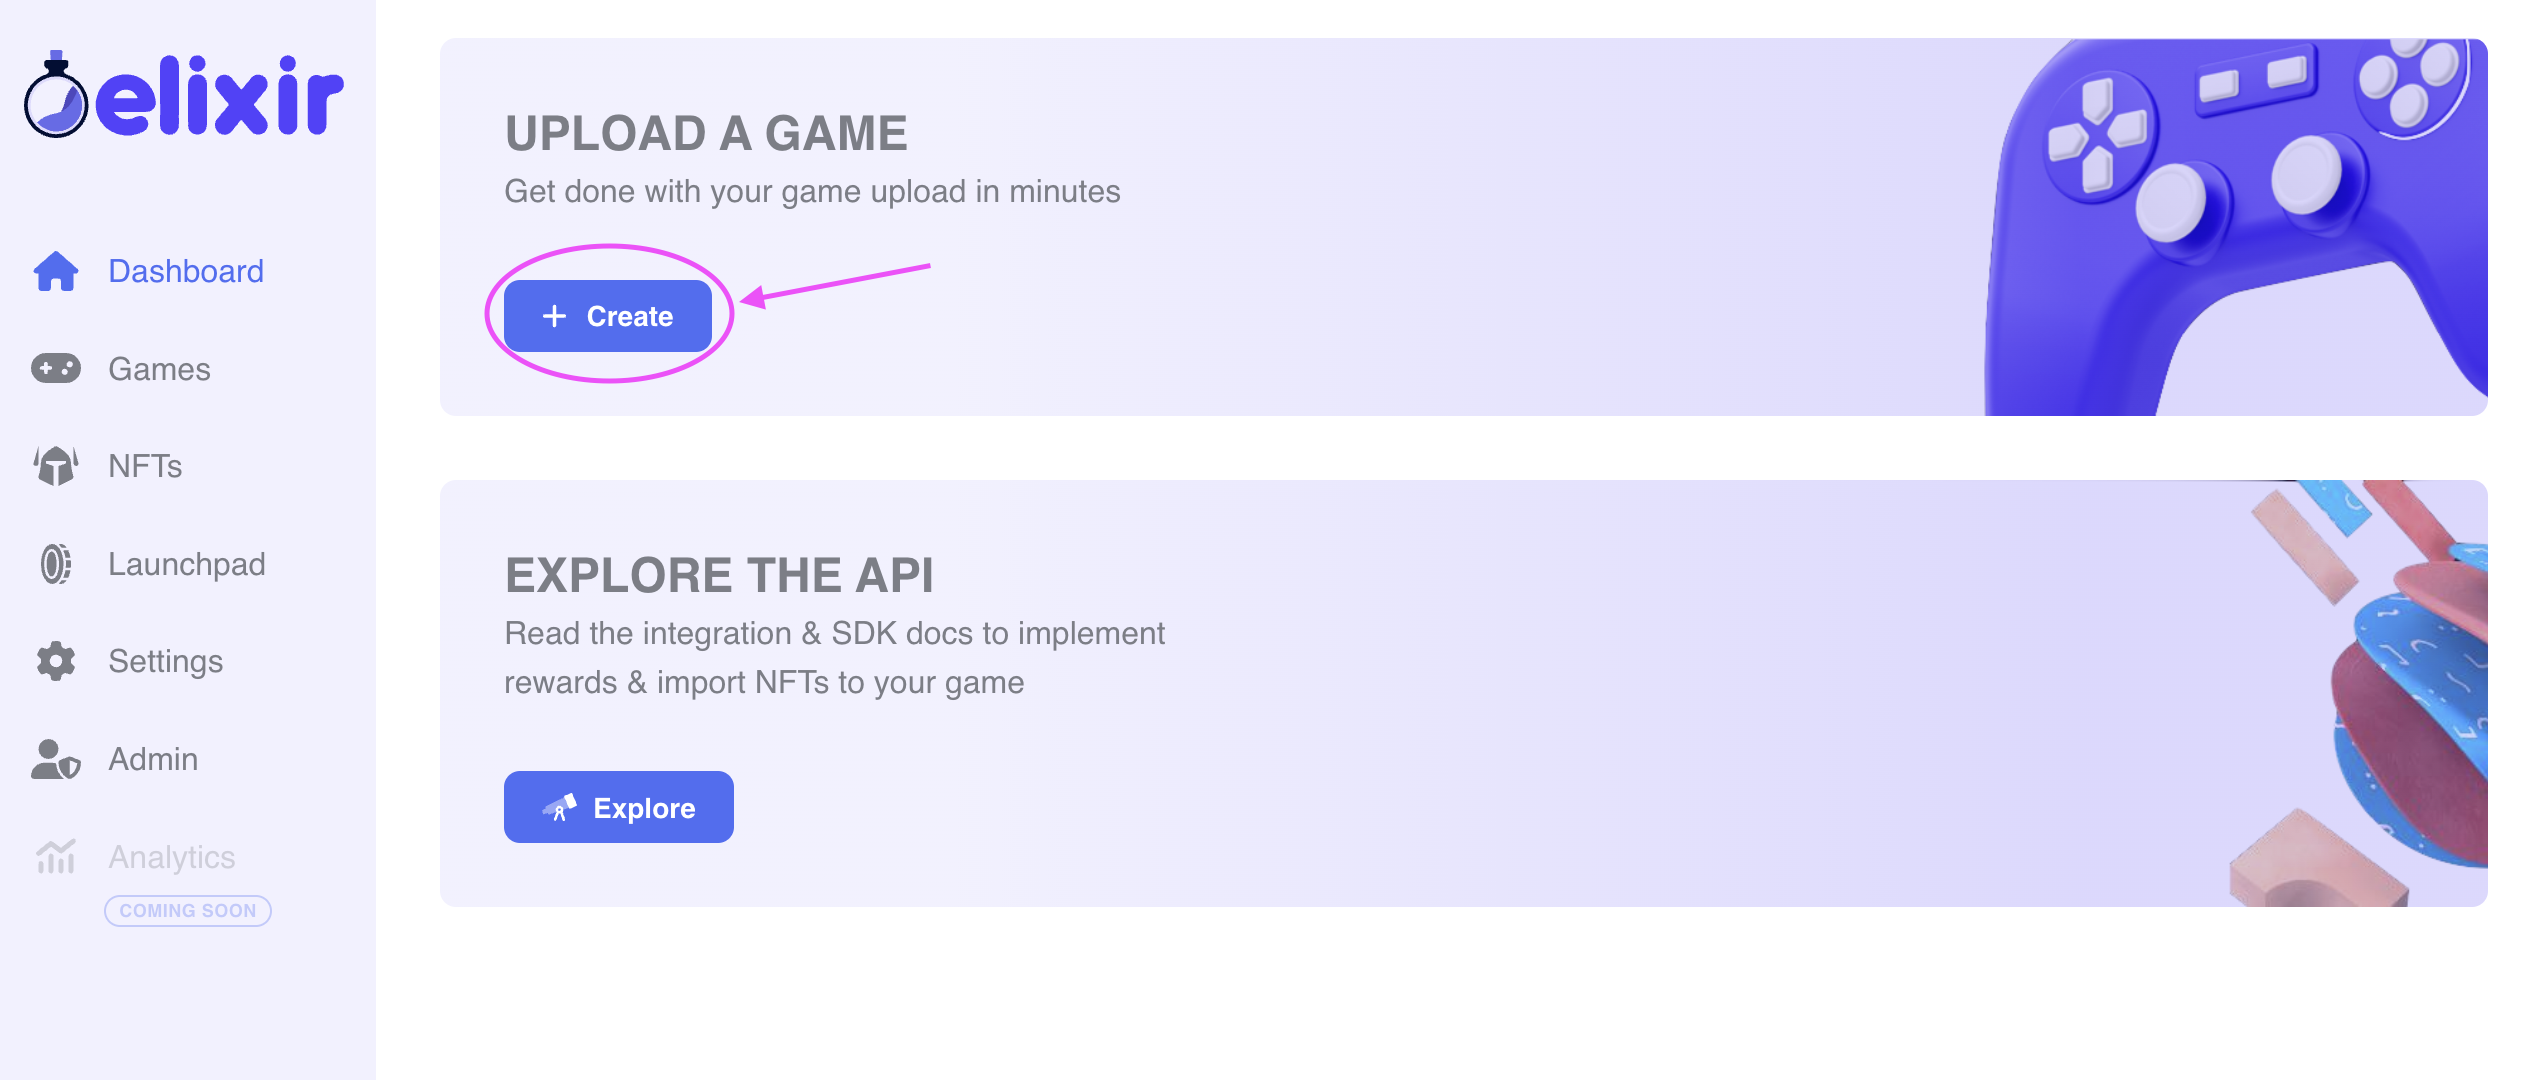 elixir
Dashboard
Games
NFTs
Launchpad
Settings
Admin
Analytics
COMING SOON
UPLOAD A GAME
Get done with your game upload in minutes
+ Create
EXPLORE THE API
Read the integration & SDK docs to implement
rewards & import NFTs to your game
Explore